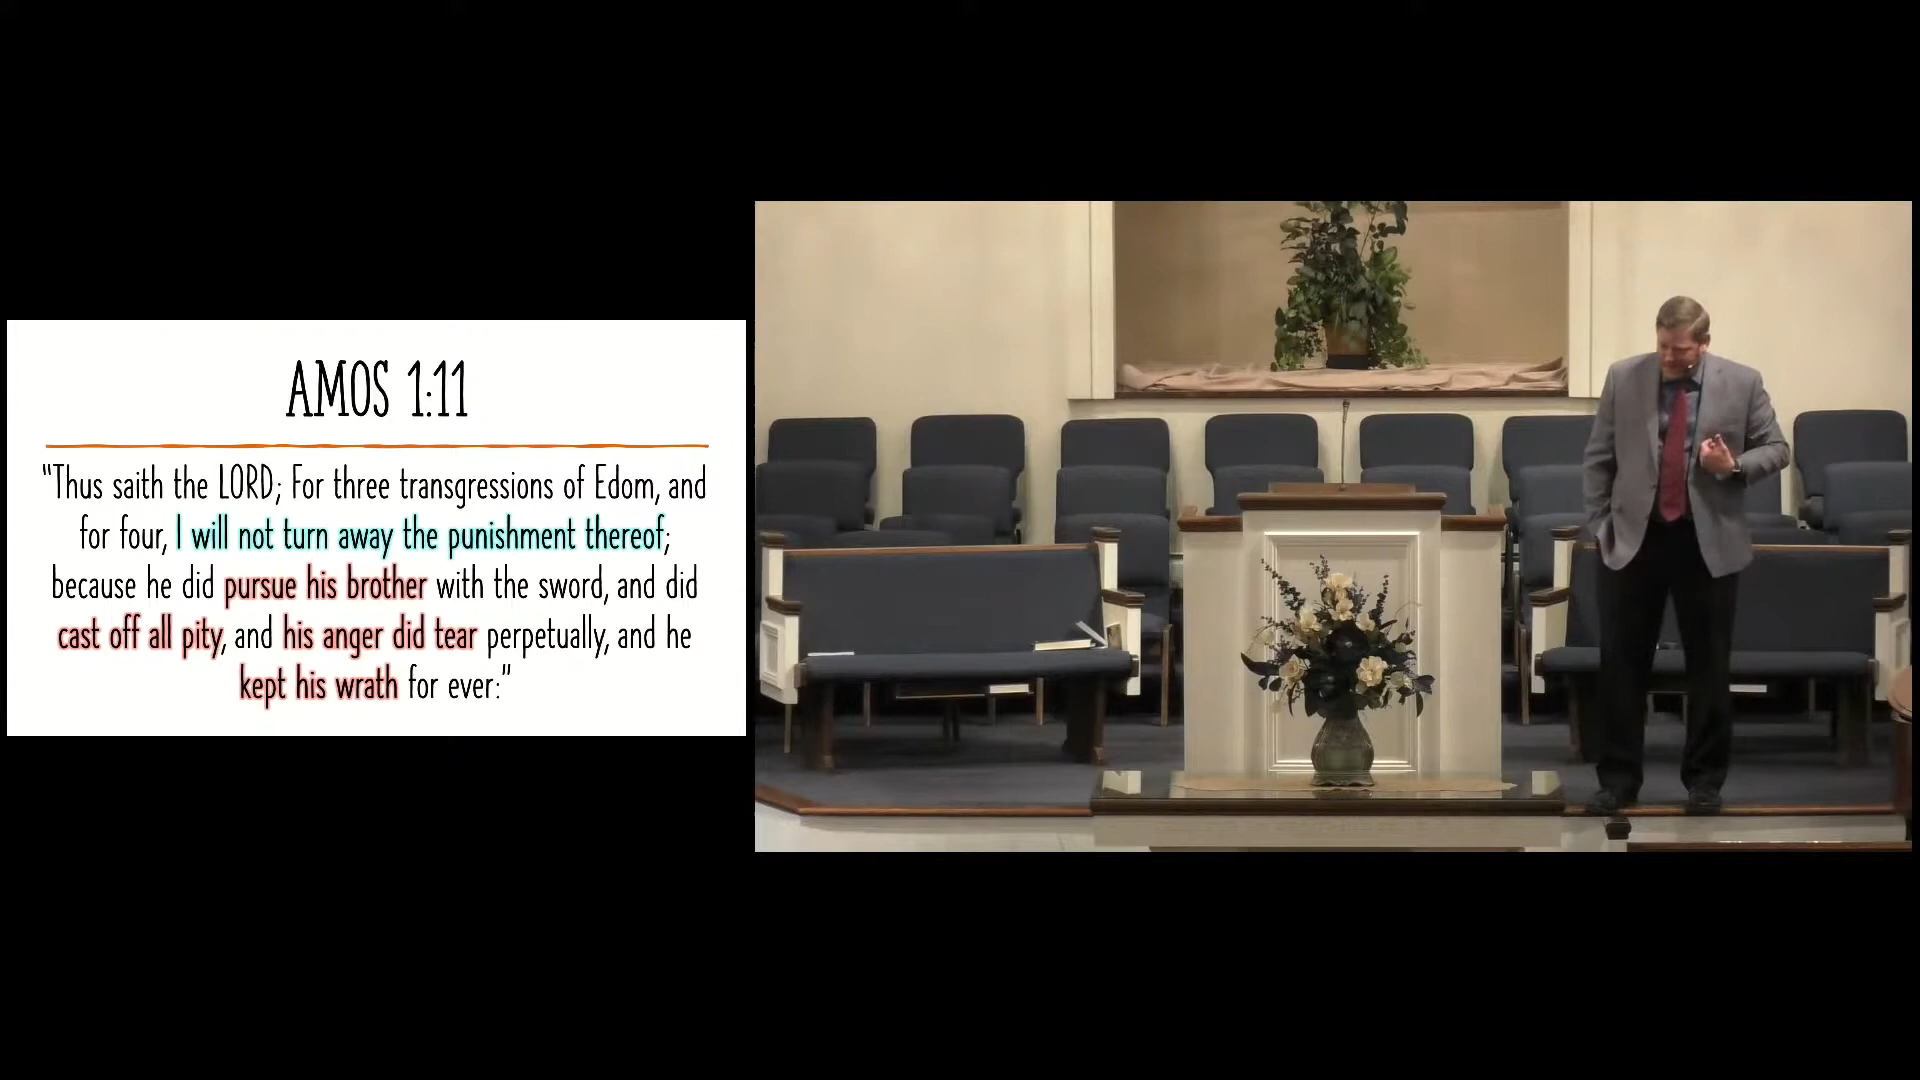 AMOS 1:11
“Thus saith the LORD; For three transgressions of Edom, and
for four, I will not turn away the punishment thereof;
because he did pursue his brother with the sword, and did
cast off all pity, and his anger did tear perpetually, and he
kept his wrath for ever:”